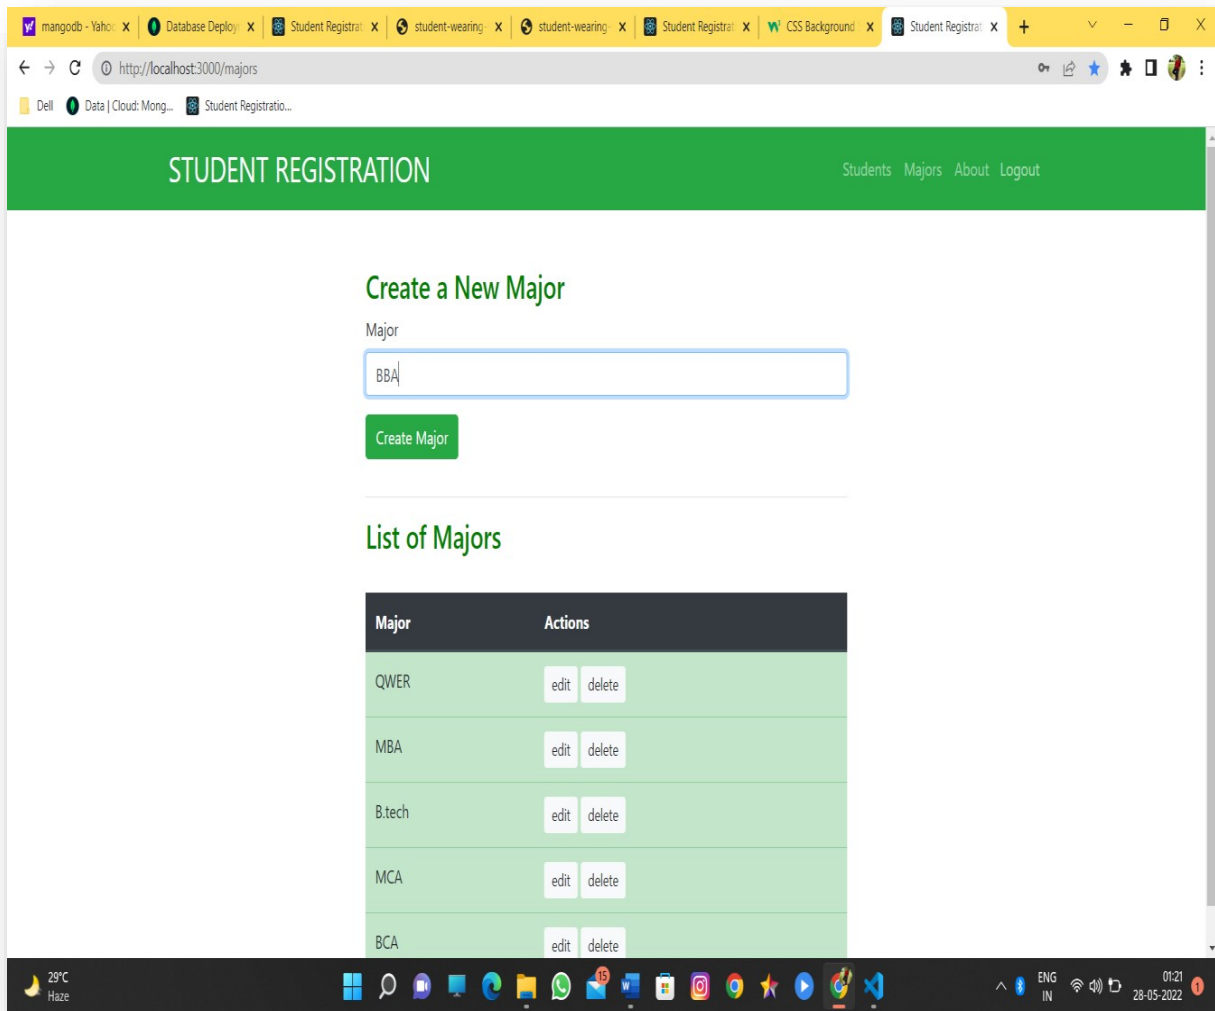 mangodb - Yahoo Database Deploy Student Registrat student-wearing- student-wearing- Student Registrat CSS Background Student Registrat
http://localhost:3000/majors
Dell Data | Cloud: Mong... Student Registratio...
STUDENT REGISTRATION Students Majors About Logout
Create a New Major
Major
BBA
Create Major
List of Majors
Major Actions
QWER edit delete
MBA edit delete
B.tech edit delete
MCA edit delete
BCA edit delete
29°C 15 ENG 01:21
Haze IN 28-05-2022 1